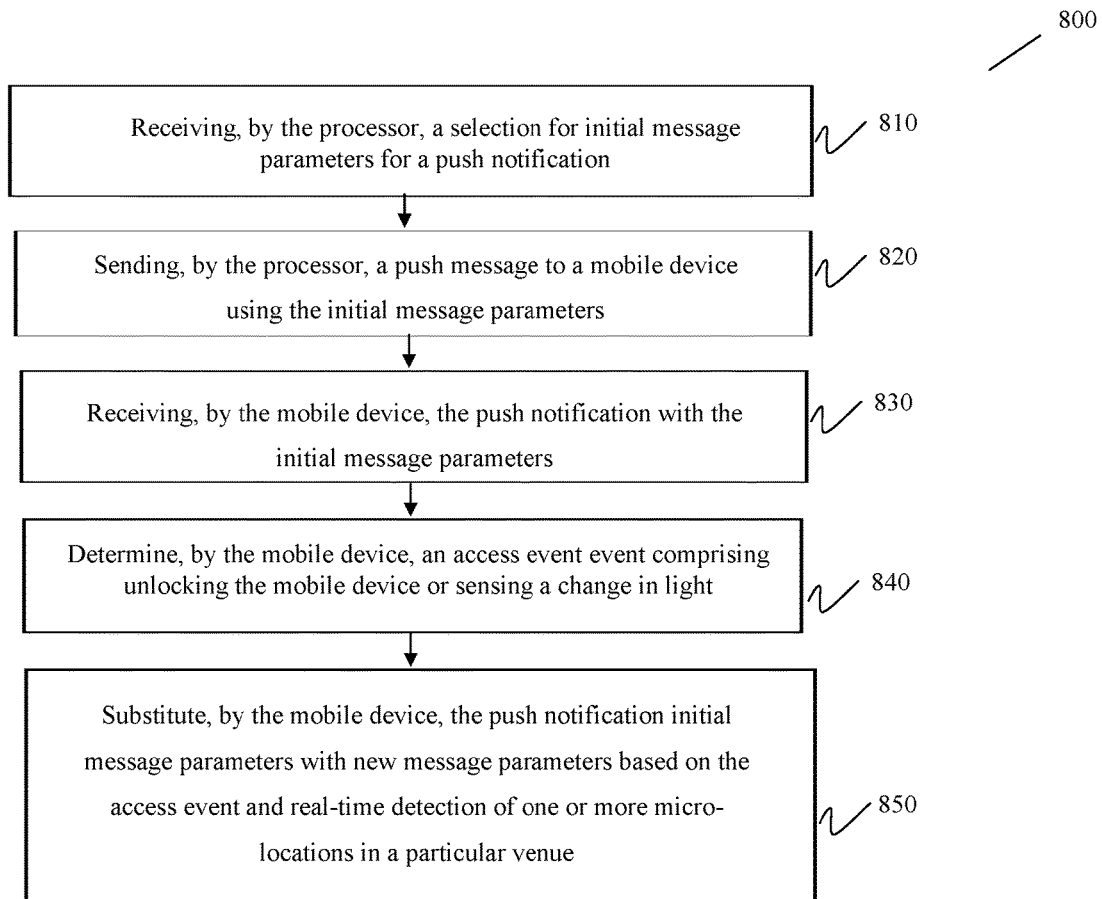 800
Receiving, by the processor, a selection for initial message
parameters for a push notification
810
Sending, by the processor, a push message to a mobile device
using the initial message parameters
820
Receiving, by the mobile device, the push notification with the
initial message parameters
830
Determine, by the mobile device, an access event event comprising
unlocking the mobile device or sensing a change in light
840
Substitute, by the mobile device, the push notification initial
message parameters with new message parameters based on the
access event and real-time detection of one or more micro-
locations in a particular venue
850